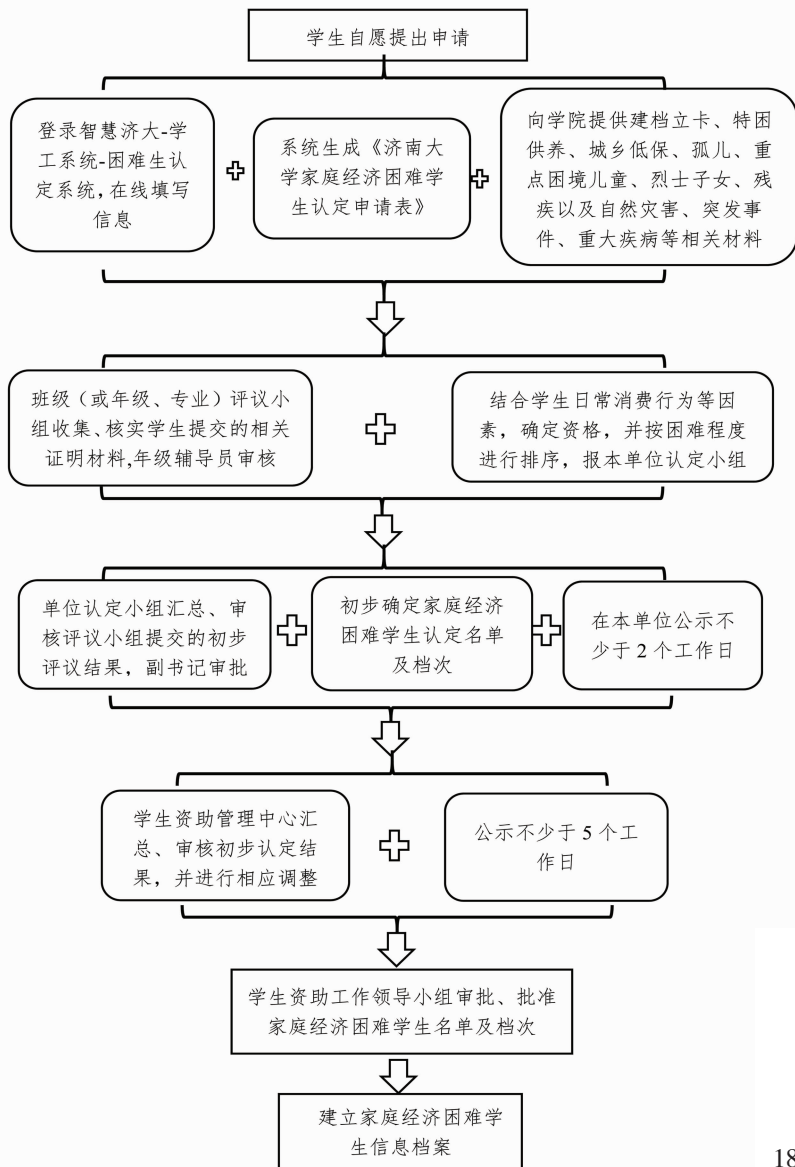 学生自愿提出申请
登录智慧济大-学
工系统-困难生认
定系统,在线填写
信息
系统生成《济南大
学家庭经济困难学
生认定申请表》
向学院提供建档立卡、特困
供养、城乡低保、孤儿、重
点困境儿童、烈士子女、残
疾以及自然灾害、突发事
件、重大疾病等相关材料
班级（或年级、专业）评议小
组收集、核实学生提交的相关
证明材料,年级辅导员审核
结合学生日常消费行为等因
素，确定资格，并按困难程度
进行排序，报本单位认定小组
单位认定小组汇总、审
核评议小组提交的初步
评议结果，副书记审批
初步确定家庭经济
困难学生认定名单
及档次
在本单位公示不
少于 2 个工作日
学生资助管理中心汇
总、审核初步认定结
果，并进行相应调整
公示不少于 5 个工
作日
学生资助工作领导小组审批、批准
家庭经济困难学生名单及档次
建立家庭经济困难学
生信息档案
18